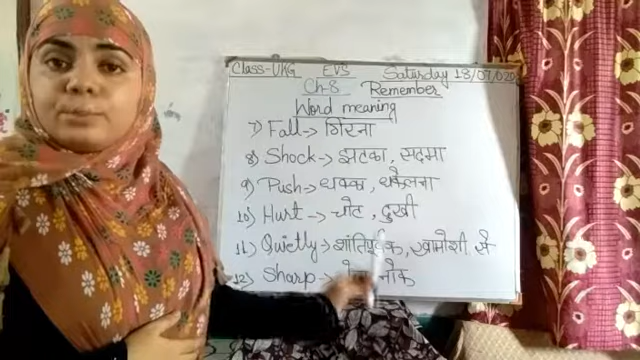 Class-UKG EVS Saturday 18/07/020
Ch-8 Remember
Word meaning
7) Fall → गिरना
8) Shock → झटका, सदमा
9) Push → धक्का, धकेलना
10) Hurt → चोट, दुखी
11) Quietly → शांतिपूर्वक, खामोशी से
12) Sharp →